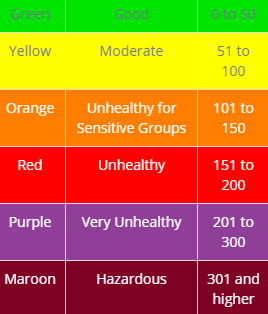 Green Good 0 to 50
Yellow Moderate 51 to
100
Orange Unhealthy for 101 to
Sensitive Groups 150
Red Unhealthy 151 to
200
Purple Very Unhealthy 201 to
300
Maroon Hazardous 301 and
higher